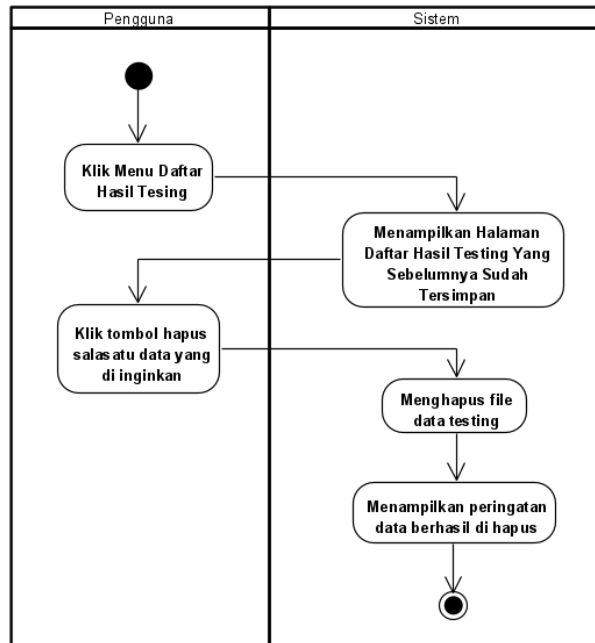 Pengguna
Sistem
Klik Menu Daftar
Hasil Tesing
Menampilkan Halaman
Daftar Hasil Testing Yang
Sebelumnya Sudah
Tersimpan
Klik tombol hapus
salasatu data yang
di inginkan
Menghapus file
data testing
Menampilkan peringatan
data berhasil di hapus